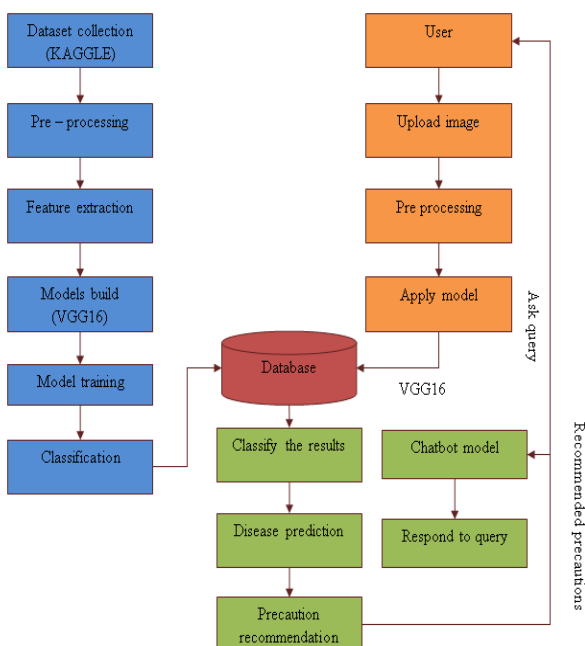 Dataset collection
(KAGGLE)
Pre – processing
Feature extraction
Models build
(VGG16)
Model training
Classification
User
Upload image
Pre processing
Apply model
VGG16
Database
Classify the results
Disease prediction
Precaution
recommendation
Chatbot model
Respond to query
Ask query
Recommended precautions